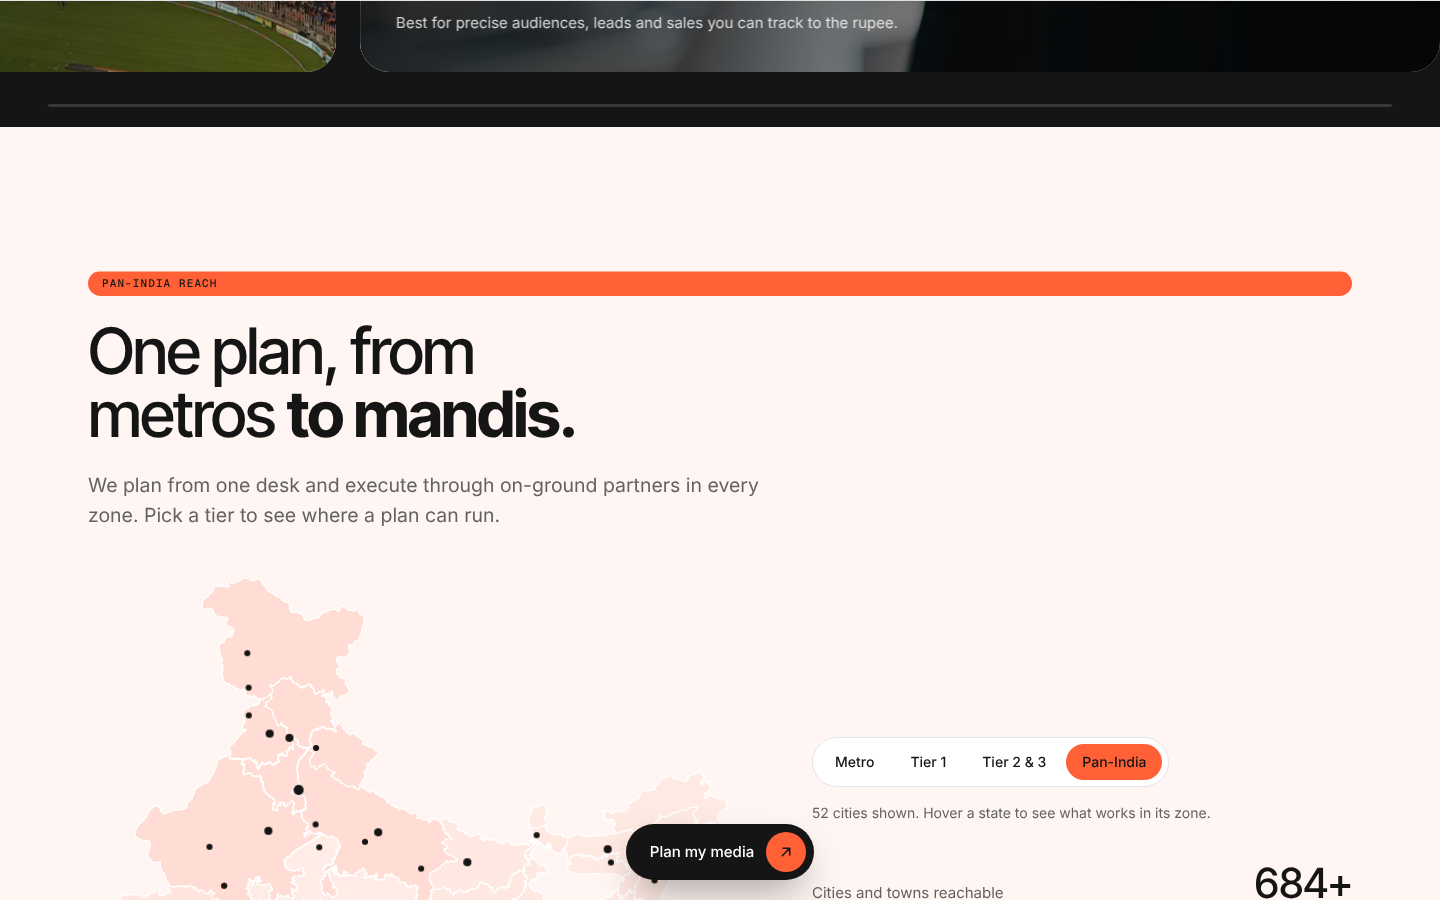 Best for precise audiences, leads and sales you can track to the rupee.
PAN-INDIA REACH
One plan, from
metros to mandis.
We plan from one desk and execute through on-ground partners in every
zone. Pick a tier to see where a plan can run.
Metro
Tier 1
Tier 2 & 3
Pan-India
52 cities shown. Hover a state to see what works in its zone.
Plan my media
Cities and towns reachable
684+